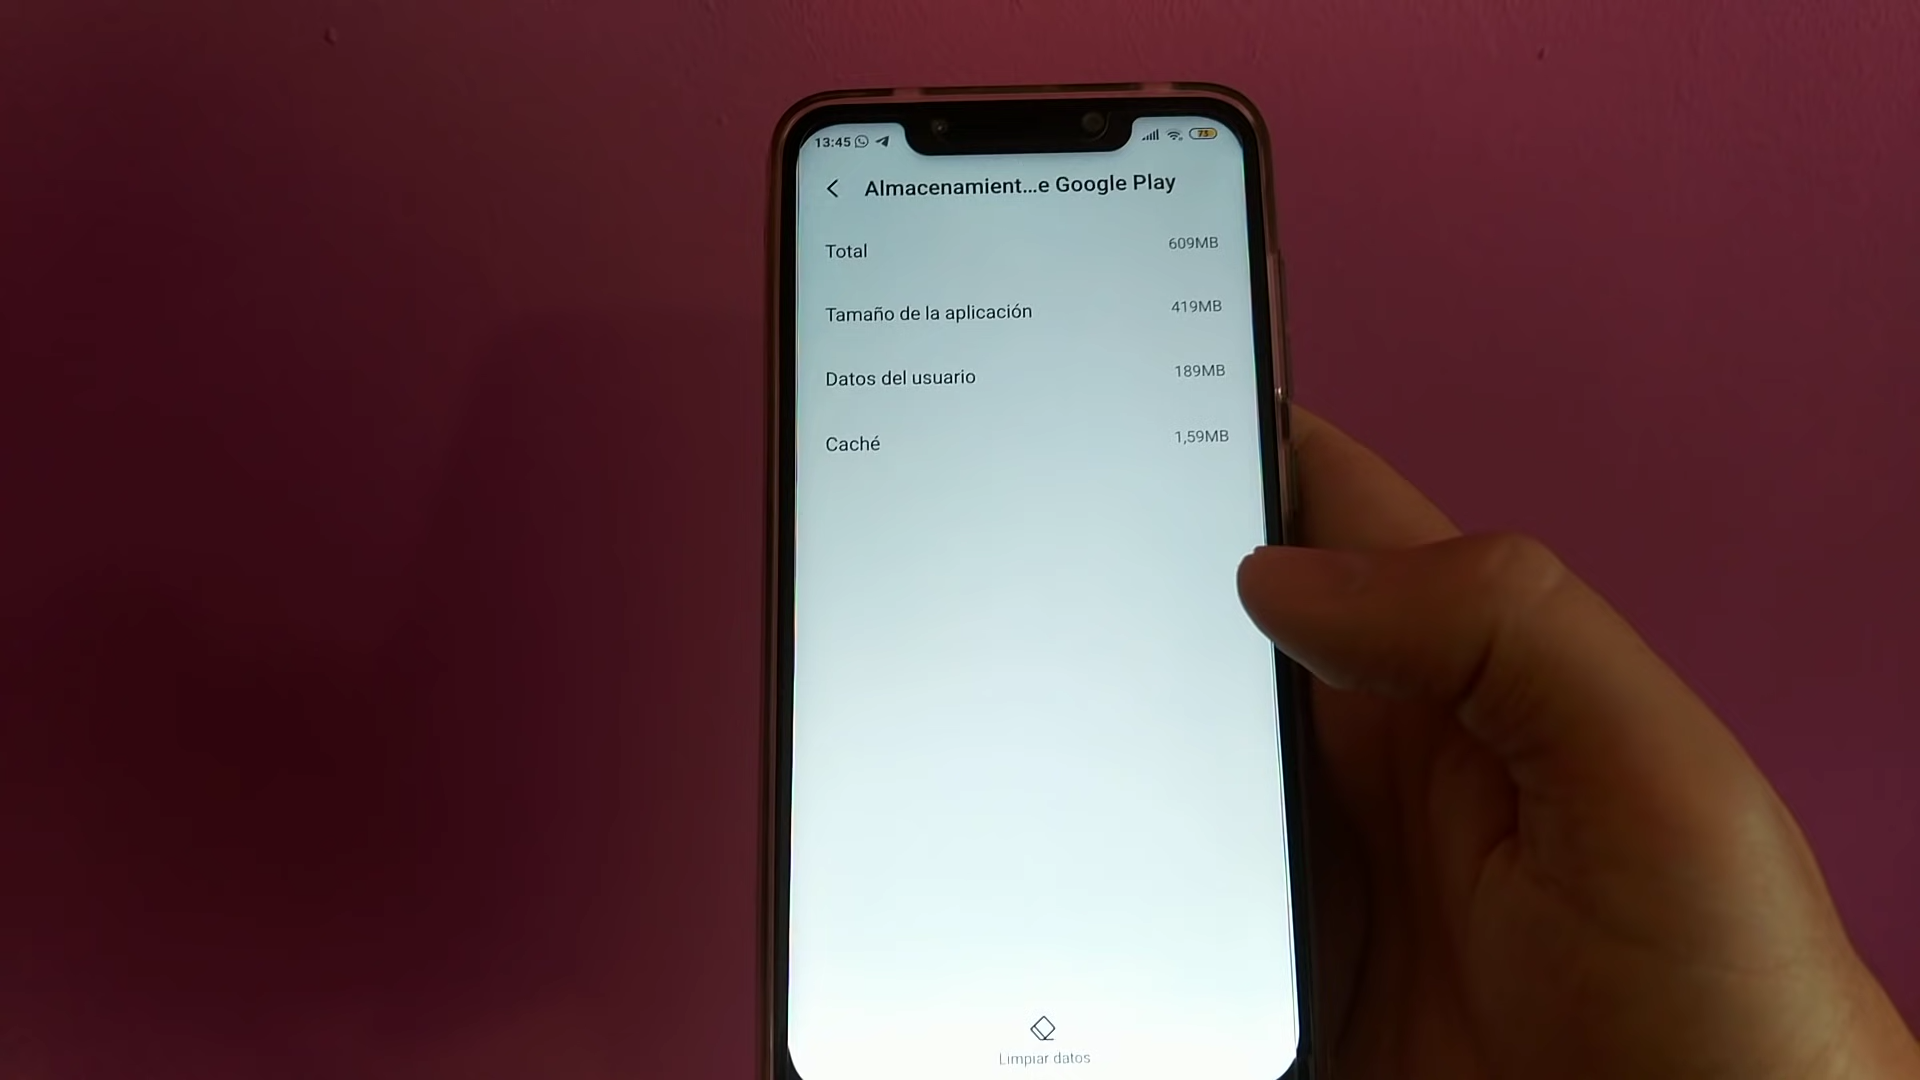 13:45 73
Almacenamient...e Google Play
Total 609MB
Tamaño de la aplicación 419MB
Datos del usuario 189MB
Caché 1,59MB
Limpiar datos